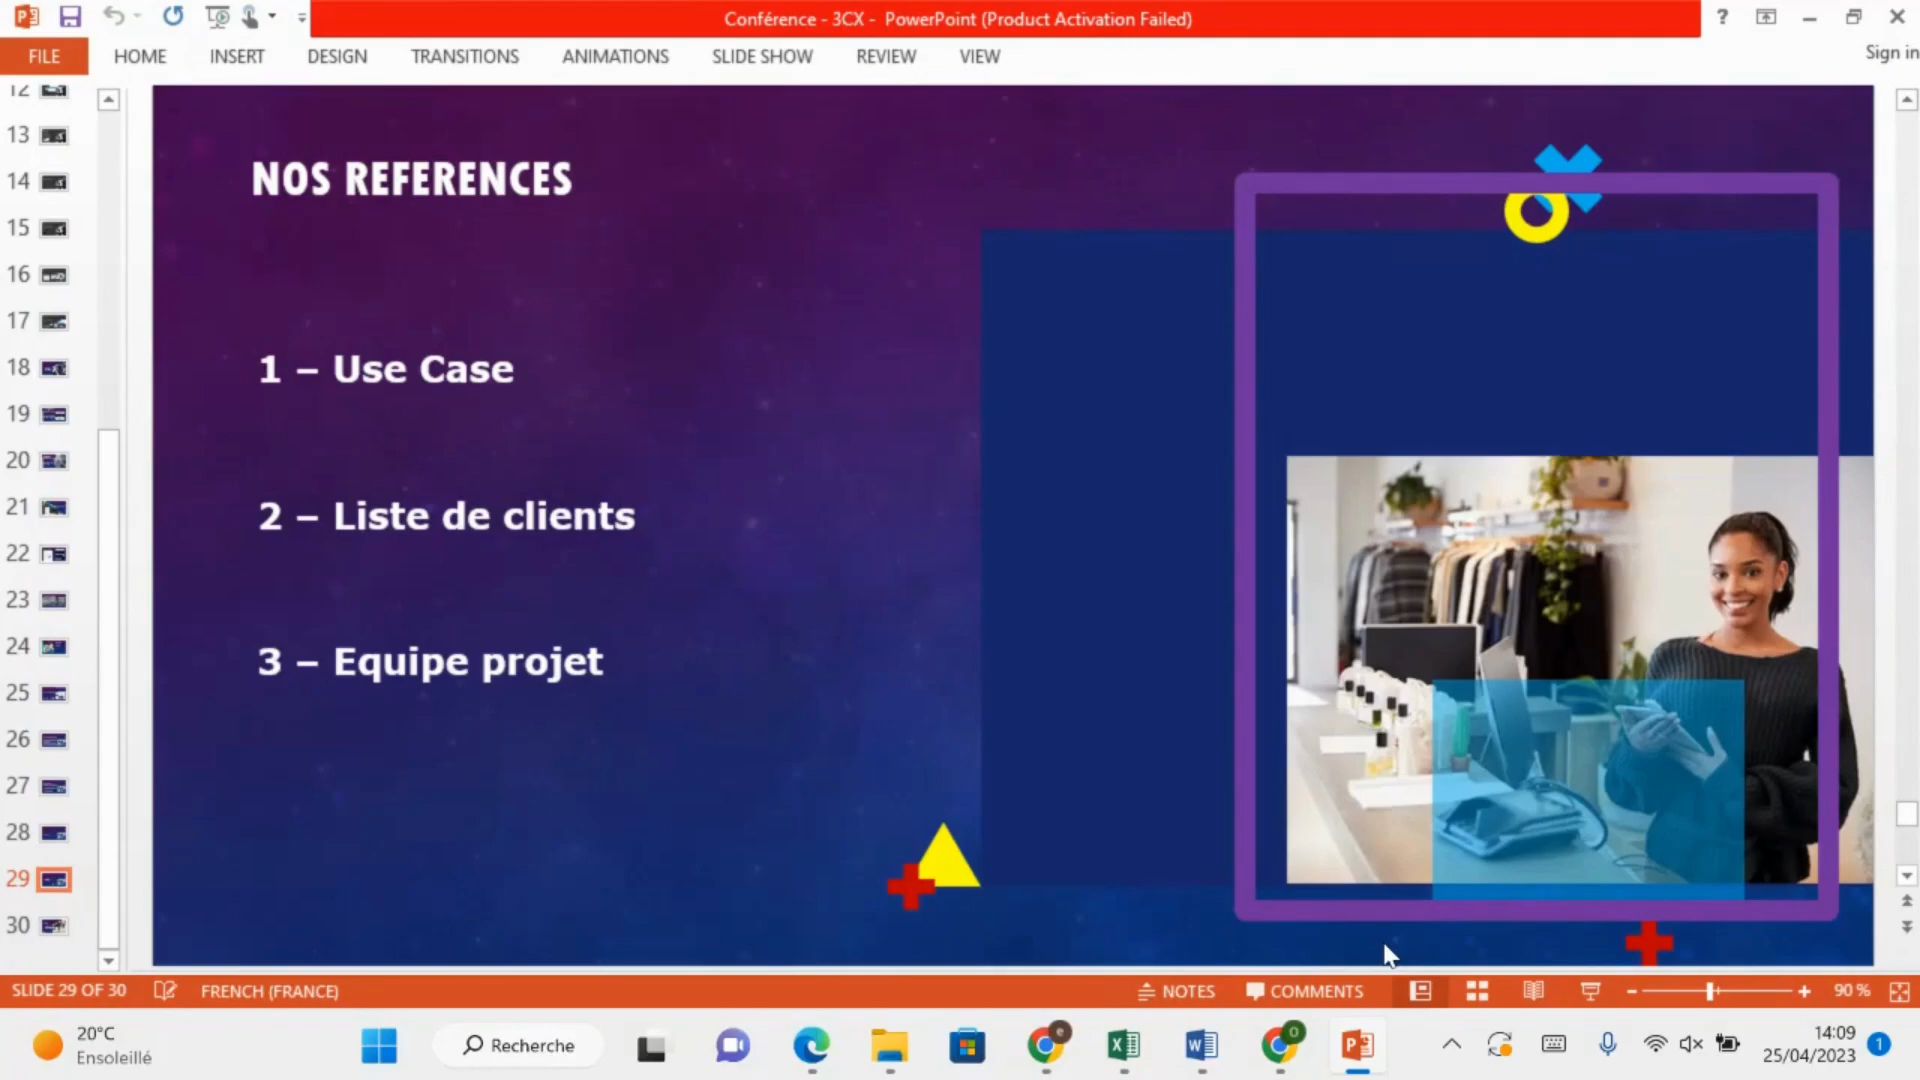 Conférence - 3CX - PowerPoint (Product Activation Failed)
?
FILE HOME INSERT DESIGN TRANSITIONS ANIMATIONS SLIDE SHOW REVIEW VIEW
Sign in
12
13
14
15
16
17
18
19
20
21
22
23
24
25
26
27
28
29
30
NOS REFERENCES
1 – Use Case
2 – Liste de clients
3 – Equipe projet
SLIDE 29 OF 30 FRENCH (FRANCE) NOTES COMMENTS 90 %
20°C
Ensoleillé
Recherche
14:09
25/04/2023
1